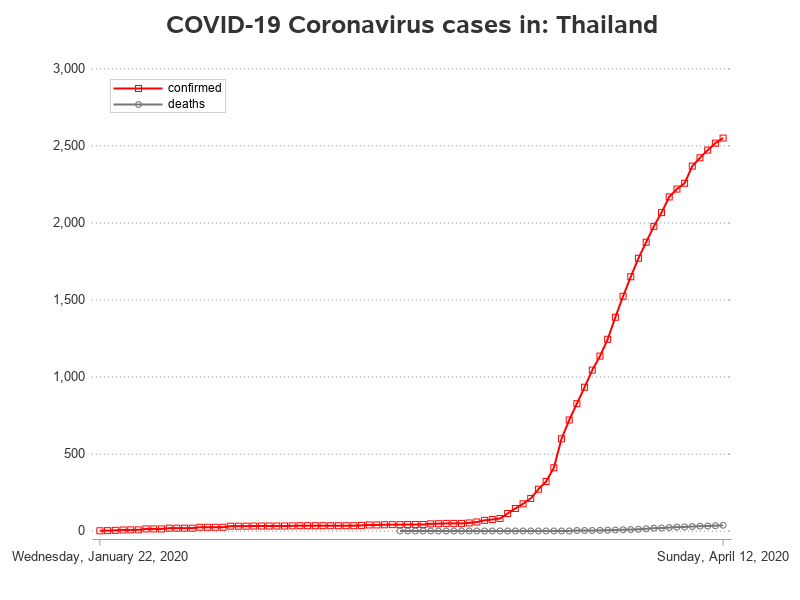 COVID-19 Coronavirus cases in: Thailand
3,000
confirmed
deaths
2,500
2,000
1,500
1,000
500
0
Wednesday, January 22, 2020
Sunday, April 12, 2020